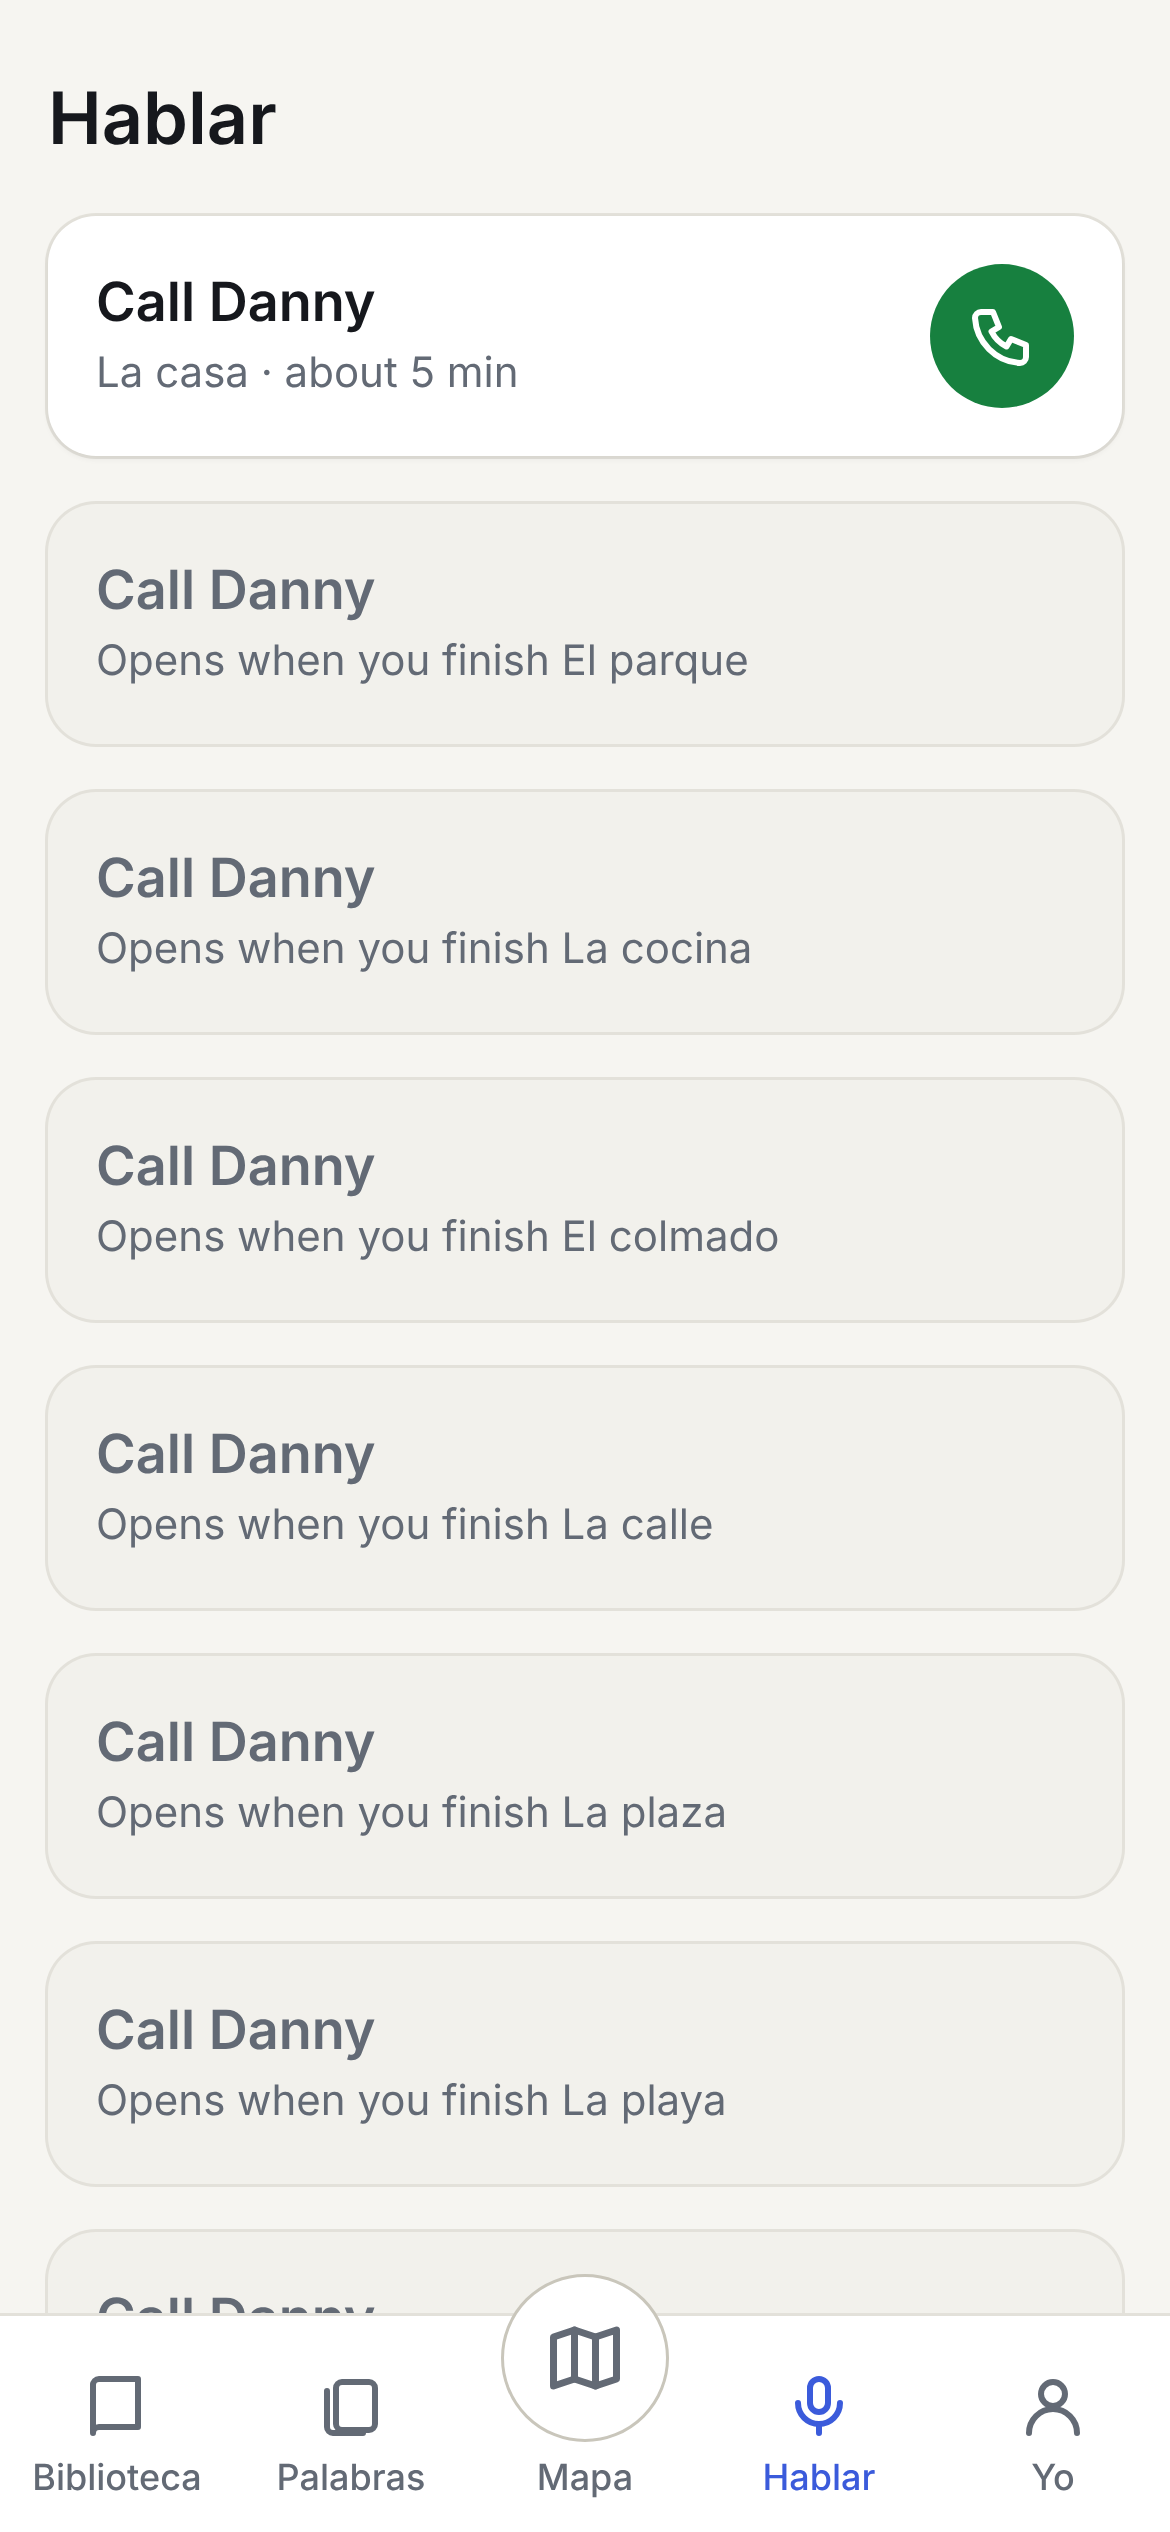 Hablar
Call Danny
La casa · about 5 min
Call Danny
Opens when you finish El parque
Call Danny
Opens when you finish La cocina
Call Danny
Opens when you finish El colmado
Call Danny
Opens when you finish La calle
Call Danny
Opens when you finish La plaza
Call Danny
Opens when you finish La playa
Call Danny
Biblioteca
Palabras
Mapa
Hablar
Yo